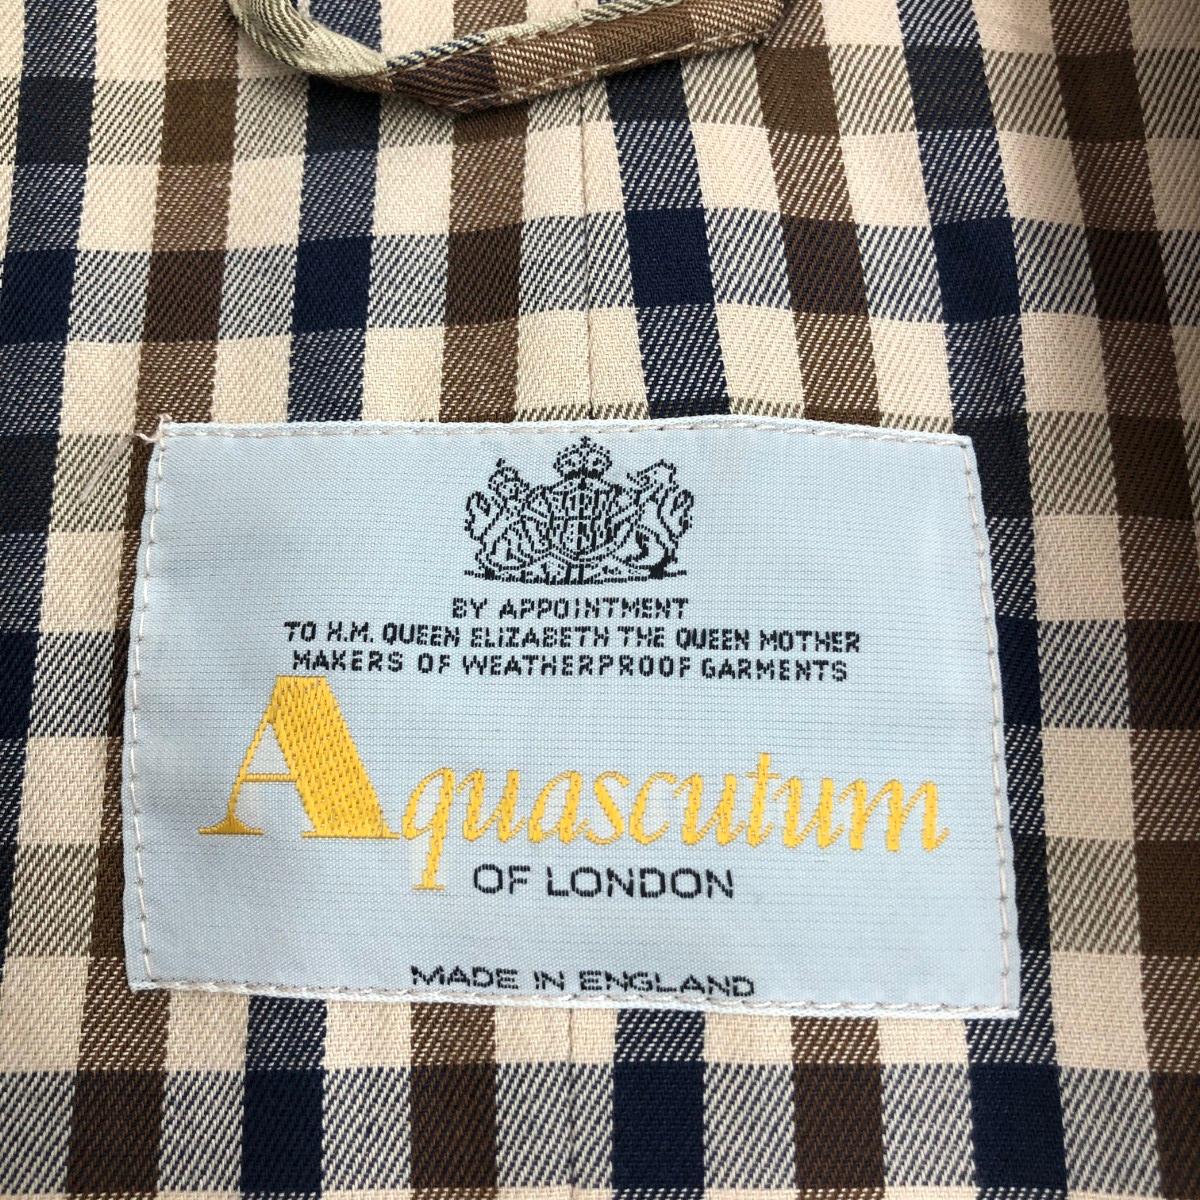 BY APPOINTMENT
TO H.M. QUEEN ELIZABETH THE QUEEN MOTHER
MAKERS OF WEATHERPROOF GARMENTS
Aquascutum
OF LONDON
MADE IN ENGLAND